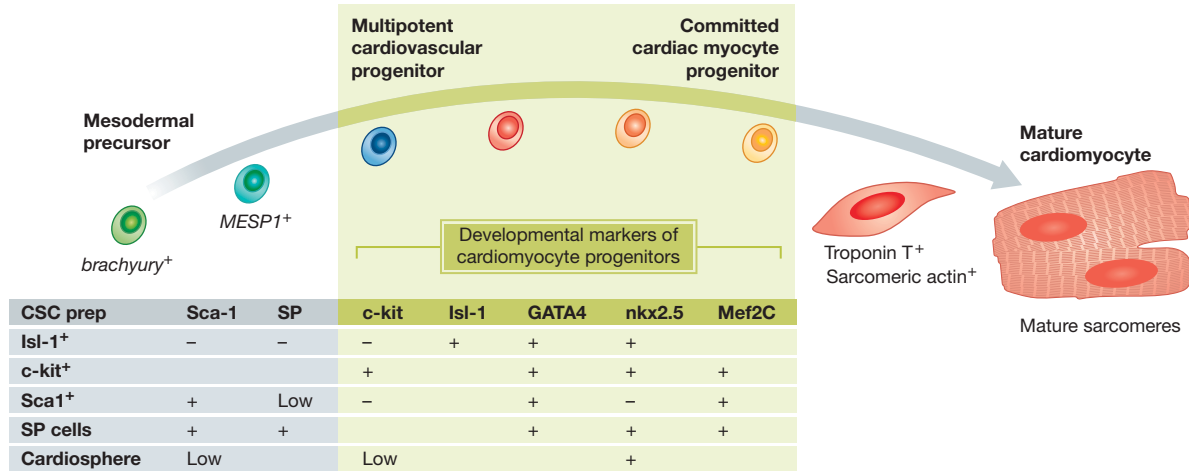 Multipotent
cardiovascular
progenitor
Committed
cardiac myocyte
progenitor
Mesodermal
precursor
Mature
cardiomyocyte
MESP1+
brachyury+
Developmental markers of
cardiomyocyte progenitors
Troponin T+
Sarcomeric actin+
Mature sarcomeres
CSC prep Sca-1 SP c-kit Isl-1 GATA4 nkx2.5 Mef2C
Isl-1+ – – – + + +
c-kit+ + + + +
Sca1+ + Low – + – +
SP cells + + + + +
Cardiosphere Low Low +